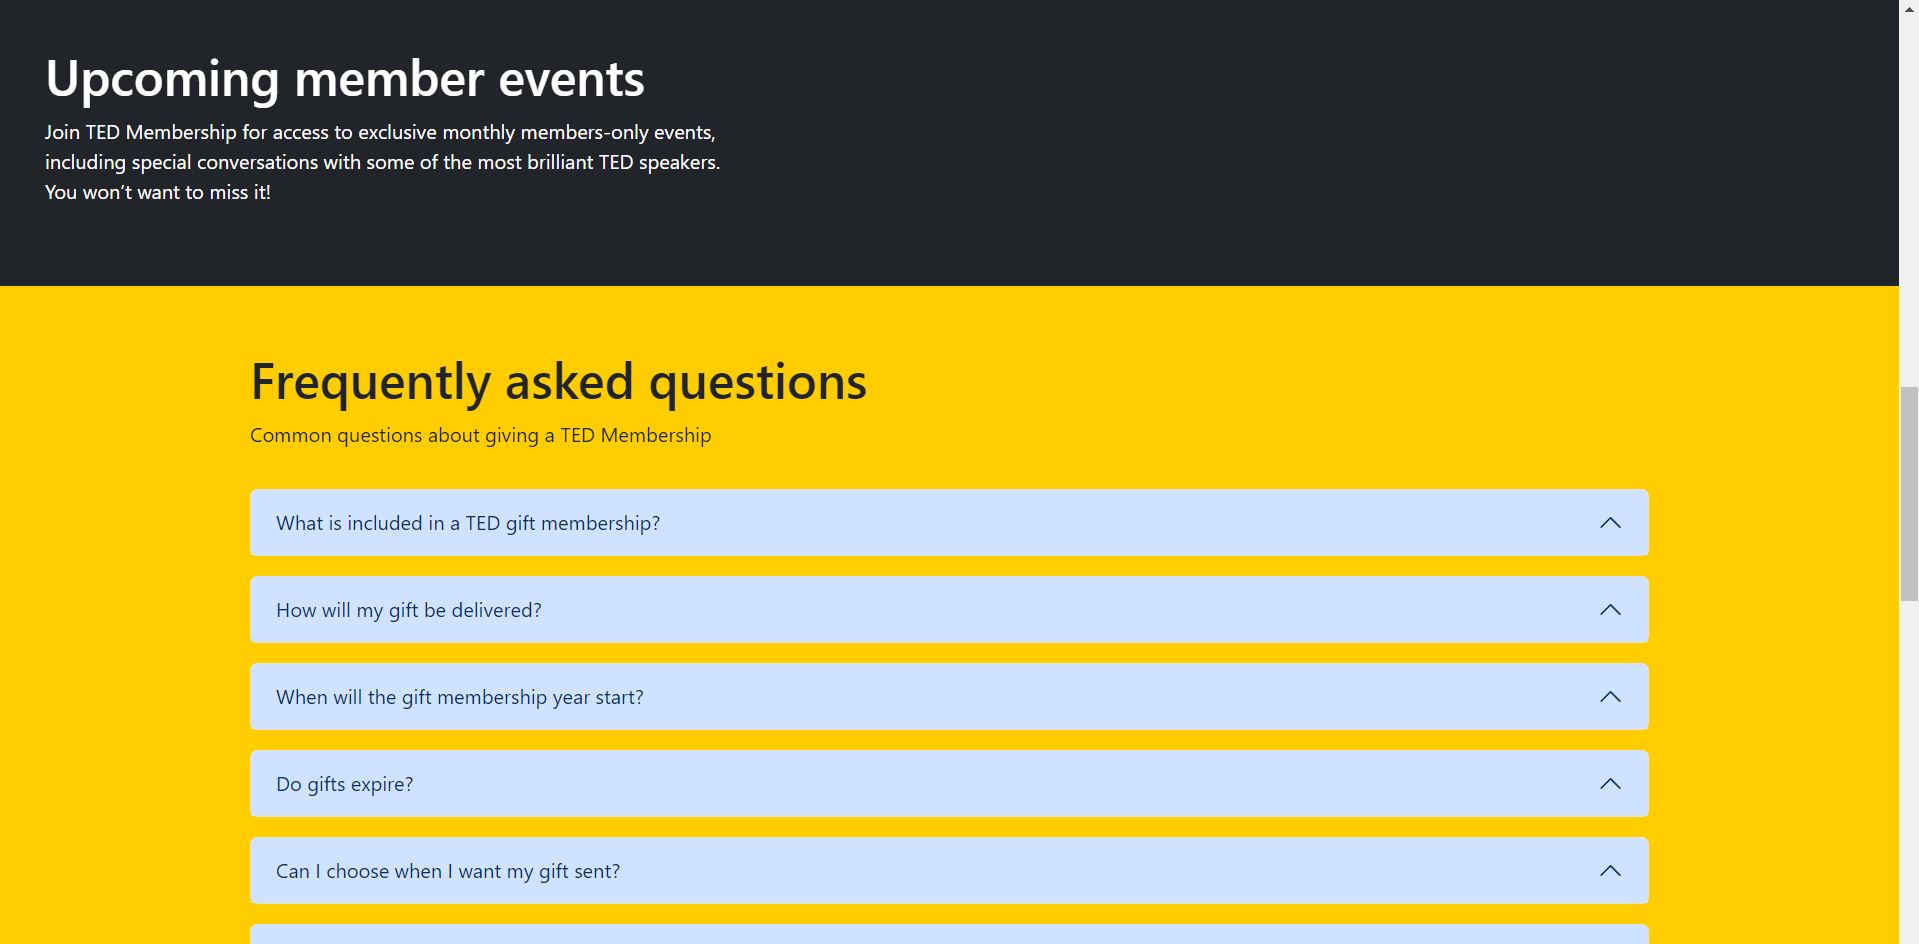 Upcoming member events
Join TED Membership for access to exclusive monthly members-only events,
including special conversations with some of the most brilliant TED speakers.
You won’t want to miss it!
Frequently asked questions
Common questions about giving a TED Membership
What is included in a TED gift membership?
How will my gift be delivered?
When will the gift membership year start?
Do gifts expire?
Can I choose when I want my gift sent?